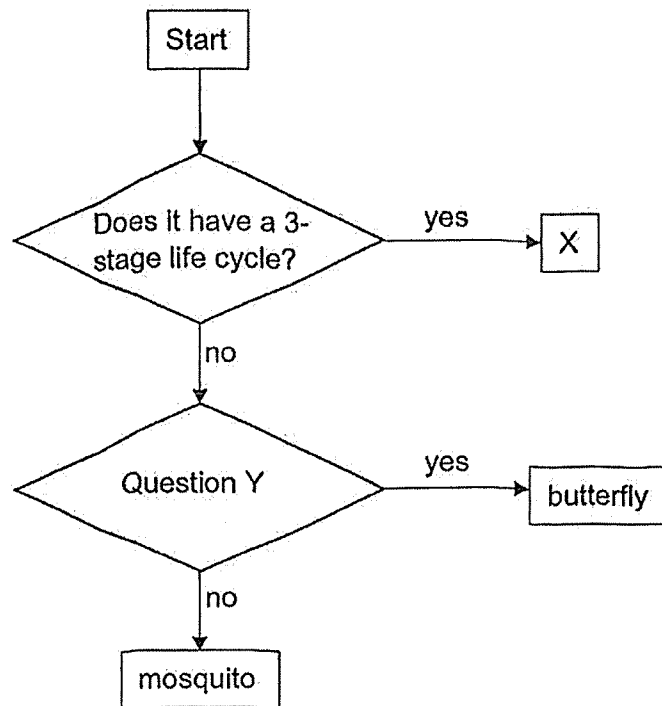 Start
Does it have a 3-
stage life cycle?
yes
X
no
Question Y
yes
butterfly
no
mosquito